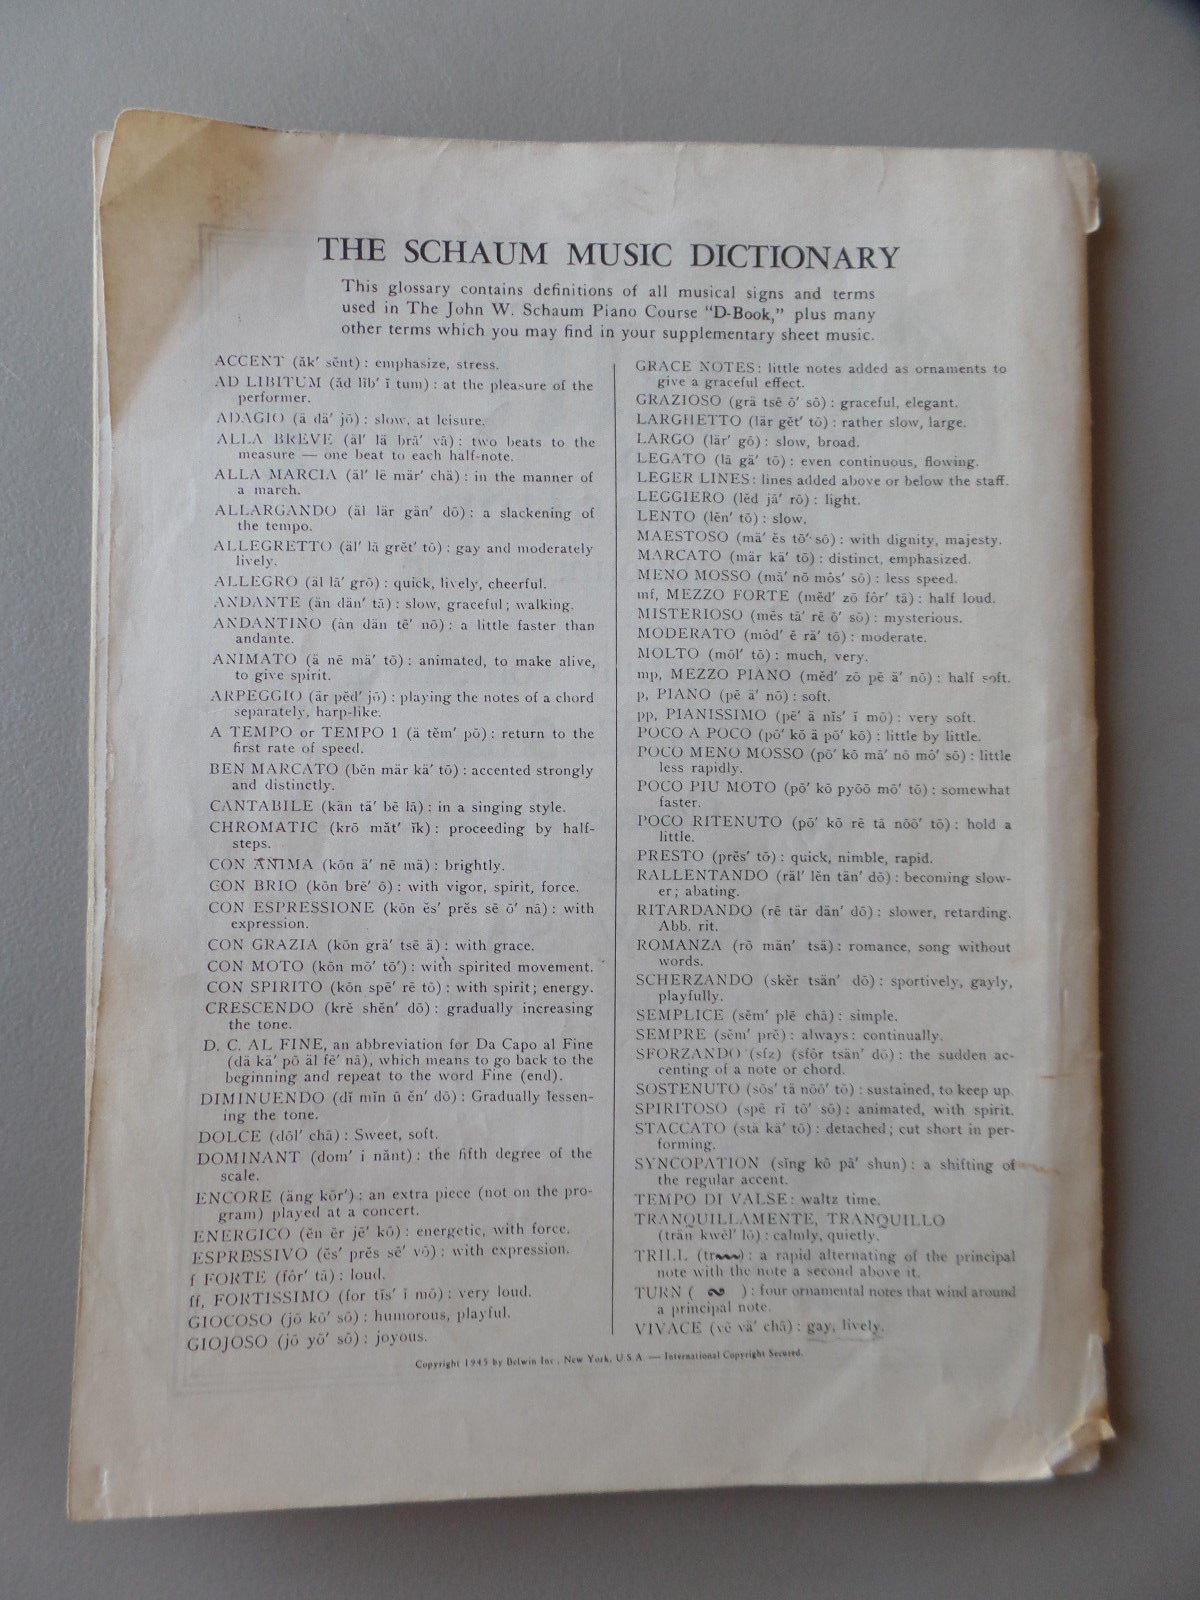 THE SCHAUM MUSIC DICTIONARY
This glossary contains definitions of all musical signs and terms
used in The John W. Schaum Piano Course "D-Book," plus many
other terms which you may find in your supplementary sheet music.
ACCENT (ăk′ sĕnt) : emphasize, stress.
AD LIBITUM (ăd lib′ ĭ tum) : at the pleasure of the
performer.
ADAGIO (ä dä′ jō) : slow, at leisure.
ALLA BREVE (äl′ lä brā′ vā) : two beats to the
measure — one beat to each half-note.
ALLA MARCIA (äl′ lē mär′ chä) : in the manner of
a march.
ALLARGANDO (äl lär gän′ dō) : a slackening of
the tempo.
ALLEGRETTO (äl′ lā grĕt′ tō) : gay and moderately
lively.
ALLEGRO (äl lā′ grō) : quick, lively, cheerful.
ANDANTE (än dän′ tā) : slow, graceful ; walking.
ANDANTINO (än dän tē′ nō) : a little faster than
andante.
ANIMATO (ä nē mä′ tō) : animated, to make alive,
to give spirit.
ARPEGGIO (är pĕd′ jō) : playing the notes of a chord
separately, harp-like.
A TEMPO or TEMPO 1 (ä tĕm′ pō) : return to the
first rate of speed.
BEN MARCATO (bĕn mär kä′ tō) : accented strongly
and distinctly.
CANTABILE (kän tä′ bē lā) : in a singing style.
CHROMATIC (krō măt′ ĭk) : proceeding by half-
steps.
CON ANIMA (kōn ä′ nē mä) : brightly.
CON BRIO (kōn brē′ ō) : with vigor, spirit, force.
CON ESPRESSIONE (kōn ĕs′ prĕs sē ō′ nā) : with
expression.
CON GRAZIA (kōn grä′ tsē ä) : with grace.
CON MOTO (kōn mō′ tō′) : with spirited movement.
CON SPIRITO (kōn spē′ rē tō) : with spirit ; energy.
CRESCENDO (krĕ shĕn′ dō) : gradually increasing
the tone.
D. C. AL FINE, an abbreviation for Da Capo al Fine
(dä kä′ pō äl fē′ nā), which means to go back to the
beginning and repeat to the word Fine (end).
DIMINUENDO (dĭ mĭn û ĕn′ dō) : Gradually lessen-
ing the tone.
DOLCE (dōl′ chā) : Sweet, soft.
DOMINANT (dom′ i nănt) : the fifth degree of the
scale.
ENCORE (äng kōr′) : an extra piece (not on the pro-
gram) played at a concert.
ENERGICO (ĕn ĕr jē′ kō) : energetic, with force.
ESPRESSIVO (ĕs′ prĕs sē′ vō) : with expression.
f FORTE (fôr′ tā) : loud.
ff, FORTISSIMO (for tĭs′ ĭ mō) : very loud.
GIOCOSO (jō kō′ sō) : humorous, playful.
GIOJOSO (jō yō′ sō) : joyous.
GRACE NOTES : little notes added as ornaments to
give a graceful effect.
GRAZIOSO (grä tsē ō′ sō) : graceful, elegant.
LARGHETTO (lär gĕt′ tō) : rather slow, large.
LARGO (lär′ gō) : slow, broad.
LEGATO (lā gä′ tō) : even continuous, flowing.
LEGER LINES : lines added above or below the staff.
LEGGIERO (lĕd jā′ rō) : light.
LENTO (lĕn′ tō) : slow.
MAESTOSO (mä′ ĕs tō′ sō) : with dignity, majesty.
MARCATO (mär kä′ tō) : distinct, emphasized.
MENO MOSSO (mā′ nō môs′ sō) : less speed.
mf, MEZZO FORTE (mĕd′ zō fôr′ tā) : half loud.
MISTERIOSO (mĕs tā′ rē ō′ sō) : mysterious.
MODERATO (mŏd′ ĕ rä′ tō) : moderate.
MOLTO (mōl′ tō) : much, very.
mp, MEZZO PIANO (mĕd′ zō pē ä′ nō) : half soft.
p, PIANO (pē ä′ nō) : soft.
pp, PIANISSIMO (pē′ ä nĭs′ ĭ mō) : very soft.
POCO A POCO (pō′ kō ä pō′ kō) : little by little.
POCO MENO MOSSO (pō′ kō mā′ nō mô′ sō) : little
less rapidly.
POCO PIU MOTO (pō′ kō pyōō mō′ tō) : somewhat
faster.
POCO RITENUTO (pō′ kō rē tā nōō′ tō) : hold a
little.
PRESTO (prĕs′ tō) : quick, nimble, rapid.
RALLENTANDO (räl′ lĕn tän′ dō) : becoming slow-
er ; abating.
RITARDANDO (rē tär dän′ dō) : slower, retarding.
Abb. rit.
ROMANZA (rō män′ tsä) : romance, song without
words.
SCHERZANDO (skĕr tsän′ dō) : sportively, gayly,
playfully.
SEMPLICE (sĕm′ plē chā) : simple.
SEMPRE (sĕm′ prĕ) : always : continually.
SFORZANDO (sfz) (sfôr tsän′ dō) : the sudden ac-
centing of a note or chord.
SOSTENUTO (sōs′ tā nōō′ tō) : sustained, to keep up.
SPIRITOSO (spē rĭ tō′ sō) : animated, with spirit.
STACCATO (stä kä′ tō) : detached ; cut short in per-
forming.
SYNCOPATION (sĭng kō pā′ shun) : a shifting of
the regular accent.
TEMPO DI VALSE : waltz time.
TRANQUILLAMENTE, TRANQUILLO
(trän kwēl′ lō) : calmly, quietly.
TRILL (tr) : a rapid alternating of the principal
note with the note a second above it.
TURN ( ∾ ) : four ornamental notes that wind around
a principal note.
VIVACE (vē vä′ chā) : gay, lively.
Copyright 1945 by Belwin Inc., New York, U.S.A. — International Copyright Secured.